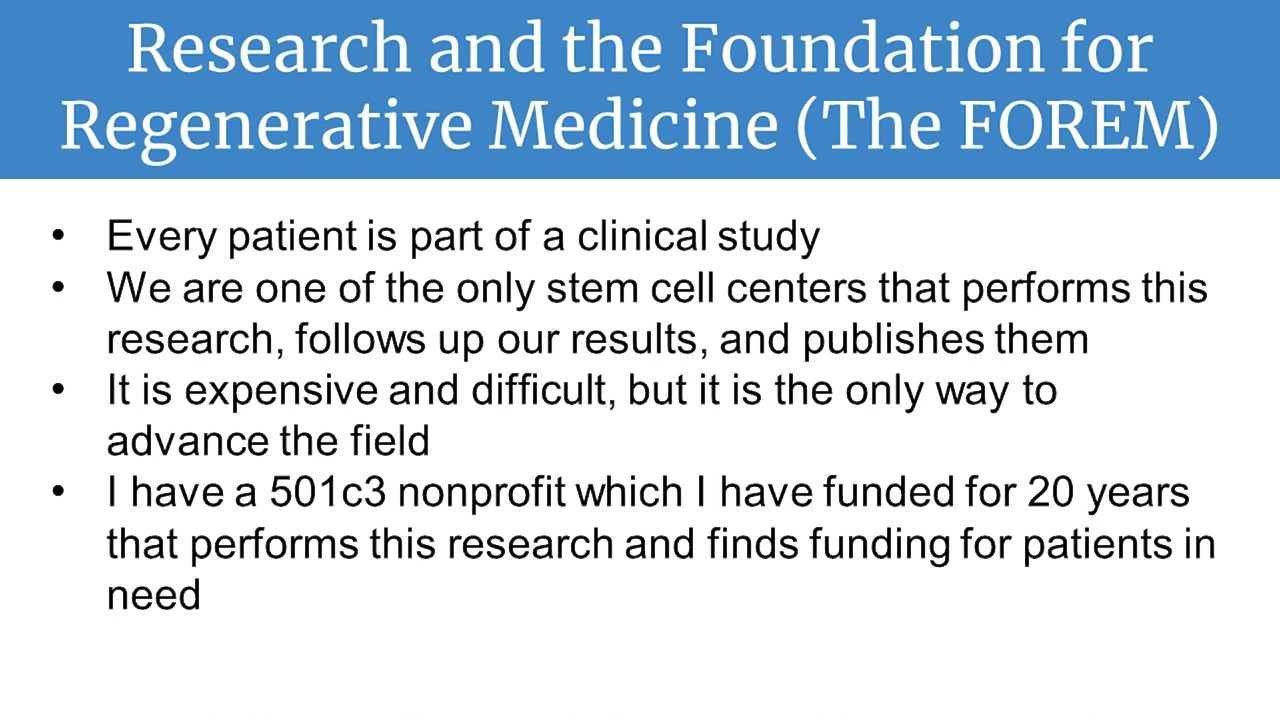 Research and the Foundation for
Regenerative Medicine (The FOREM)
• Every patient is part of a clinical study
• We are one of the only stem cell centers that performs this
research, follows up our results, and publishes them
• It is expensive and difficult, but it is the only way to
advance the field
• I have a 501c3 nonprofit which I have funded for 20 years
that performs this research and finds funding for patients in
need